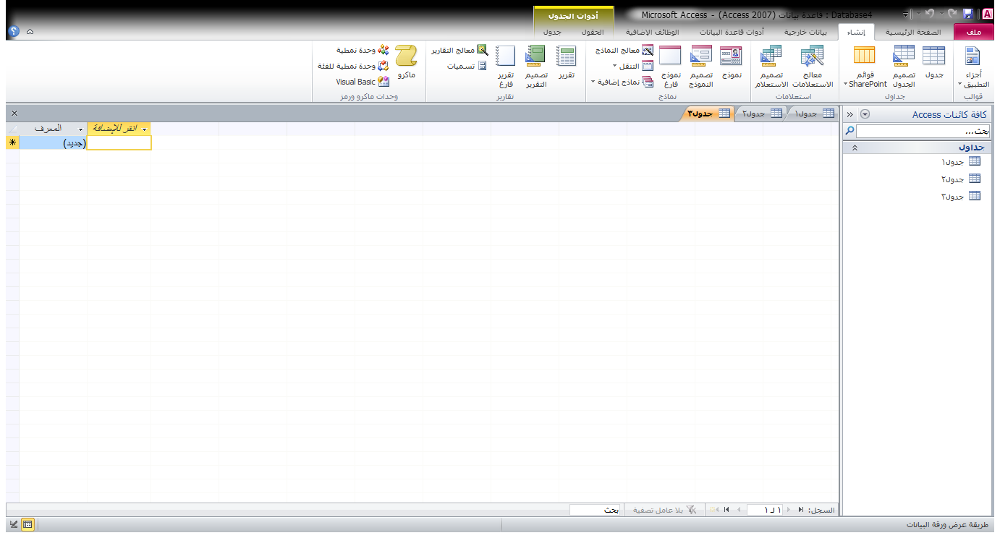 Database4 : قاعدة بيانات (Access 2007) - Microsoft Access
أدوات الجدول
ملف
الصفحة الرئيسية
إنشاء
بيانات خارجية
أدوات قاعدة البيانات
الوظائف الإضافية
الحقول
جدول
أجزاء التطبيق
قوالب
جدول
تصميم الجدول
قوائم SharePoint
جداول
معالج الاستعلامات
تصميم الاستعلام
استعلامات
نموذج
تصميم النموذج
نموذج فارغ
معالج النماذج
التنقل
نماذج إضافية
نماذج
تقرير
تصميم التقرير
تقرير فارغ
معالج التقارير
تسميات
تقارير
ماكرو
وحدة نمطية
وحدة نمطية للفئة
Visual Basic
وحدات ماكرو ورمز
كافة كائنات Access
بحث...
جداول
جدول١
جدول٢
جدول٣
جدول١
جدول٢
جدول٣
انقر للإضافة
المعرف
(جديد)
السجل:
١ لـ ١
بلا عامل تصفية
بحث
طريقة عرض ورقة البيانات